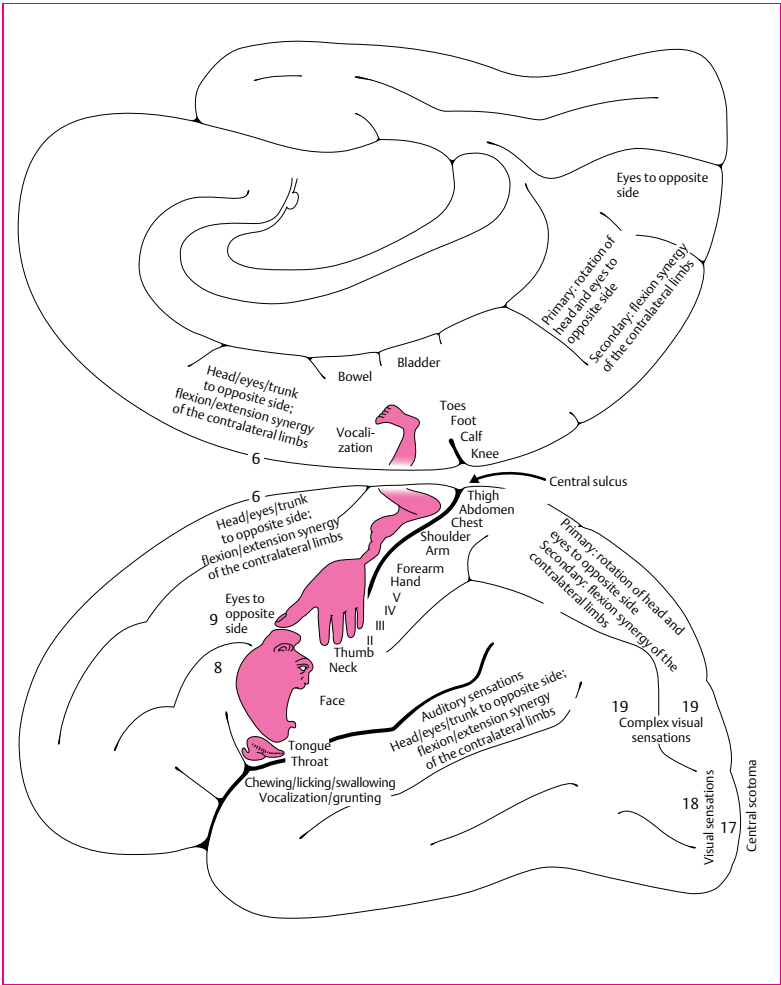 Eyes to opposite
side
Primary: rotation of
head and eyes to
opposite side
Secondary: flexion synergy
of the contralateral limbs
Bladder
Bowel
Head/eyes/trunk
to opposite side;
flexion/extension synergy
of the contralateral limbs
6
Vocali-
zation
Toes
Foot
Calf
Knee
Central sulcus
6
Head/eyes/trunk
to opposite side;
flexion/extension synergy
of the contralateral limbs
Thigh
Abdomen
Chest
Shoulder
Arm
Forearm
Hand
V
IV
III
II
Thumb
Neck
Primary: rotation of head and
eyes to opposite side
Secondary: flexion synergy of the
contralateral limbs
9
Eyes to
opposite
side
8
Face
Auditory sensations
Head/eyes/trunk to opposite side;
flexion/extension synergy
of the contralateral limbs
19
19
Complex visual
sensations
Tongue
Throat
Chewing/licking/swallowing
Vocalization/grunting
18
Visual sensations
17
Central scotoma